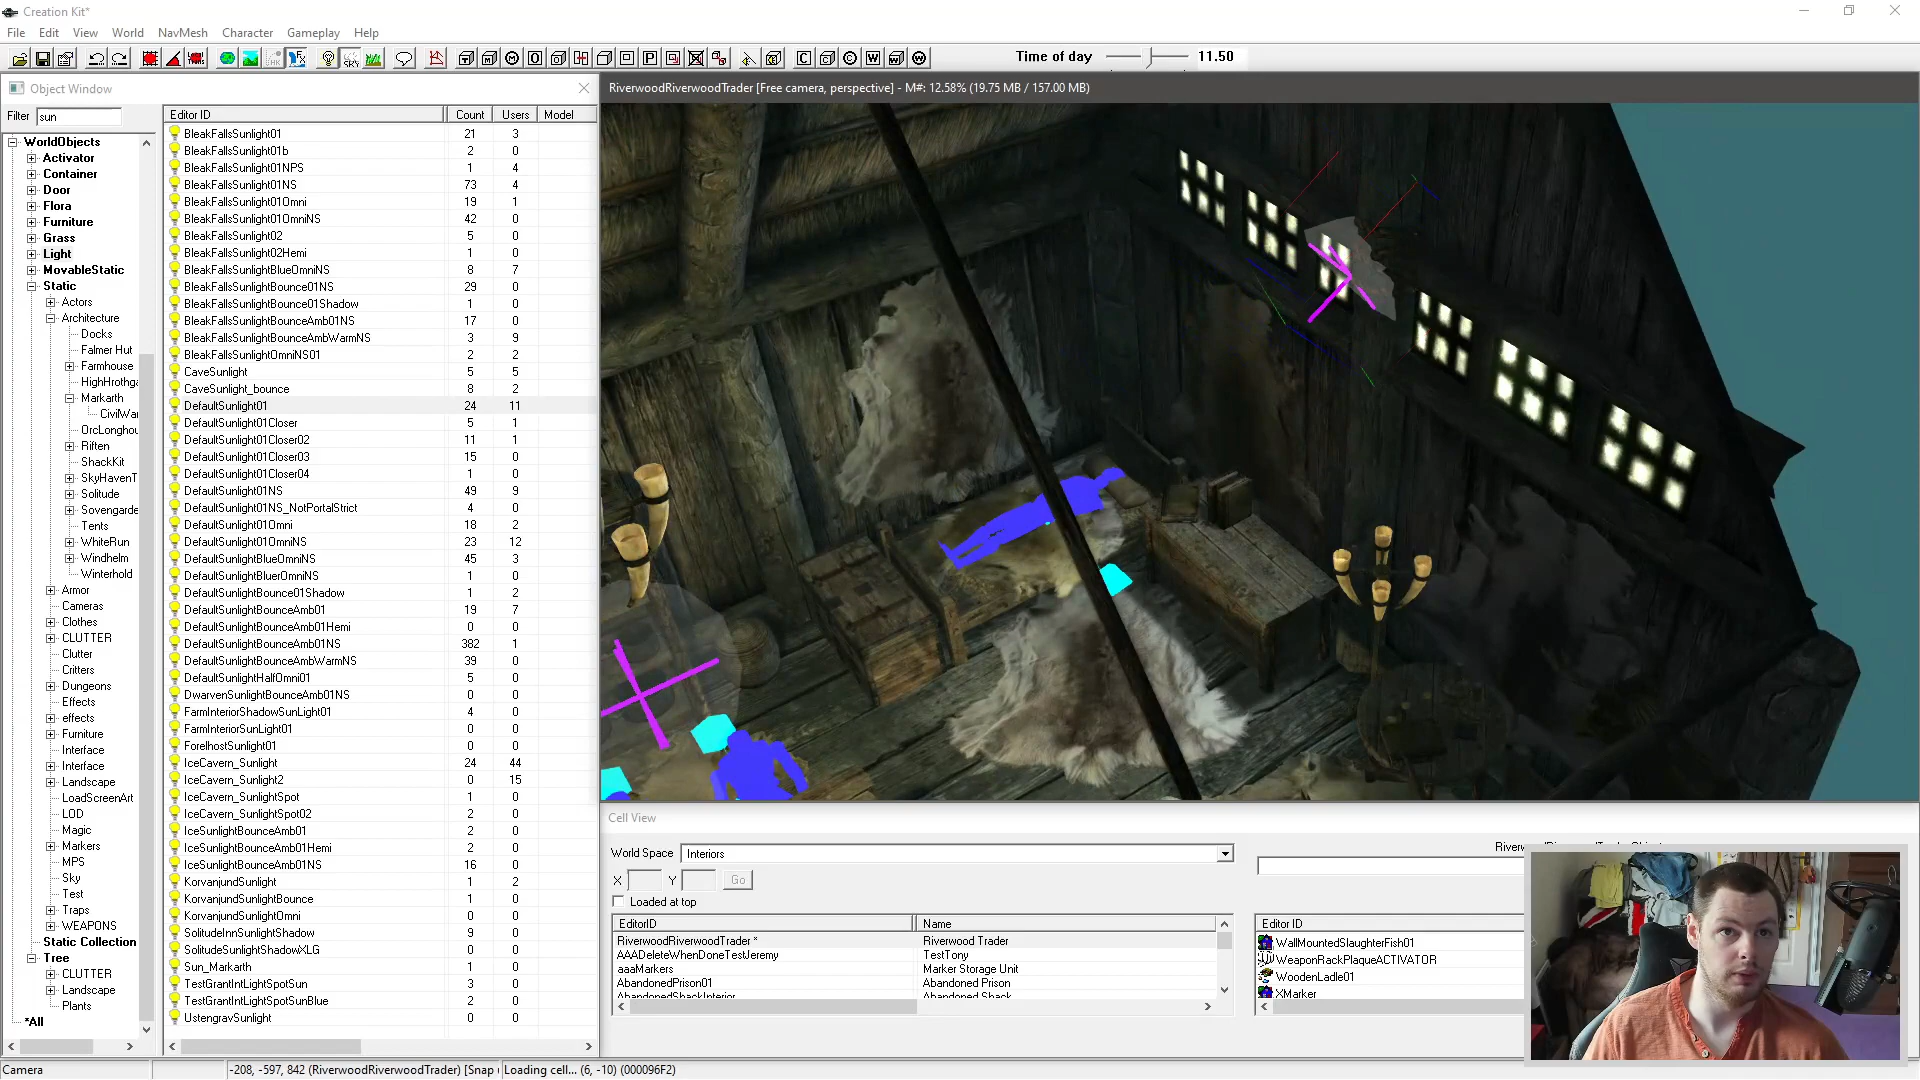 Creation Kit*
File Edit View World NavMesh Character Gameplay Help
Time of day 11.50
Object Window
RiverwoodRiverwoodTrader [Free camera, perspective] - M#: 12.58% (19.75 MB / 157.00 MB)
Filter sun
WorldObjects
Activator
Container
Door
Flora
Furniture
Grass
Light
MovableStatic
Static
Actors
Architecture
Docks
Falmer Hut
Farmhouse
HighHrothga
Markarth
CivilWar
OrcLonghou
Riften
ShackKit
SkyHavenT
Solitude
Sovengarde
Tents
WhiteRun
Windhelm
Winterhold
Armor
Cameras
Clothes
CLUTTER
Clutter
Critters
Dungeons
Effects
effects
Furniture
Interface
Interface
Landscape
LoadScreenArt
LOD
Magic
Markers
MPS
Sky
Test
Traps
WEAPONS
Static Collection
Tree
CLUTTER
Landscape
Plants
*All
Editor ID Count Users Model
BleakFallsSunlight01 21 3
BleakFallsSunlight01b 2 0
BleakFallsSunlight01NPS 1 4
BleakFallsSunlight01NS 73 4
BleakFallsSunlight01Omni 19 1
BleakFallsSunlight01OmniNS 42 0
BleakFallsSunlight02 5 0
BleakFallsSunlight02Hemi 1 0
BleakFallsSunlightBlueOmniNS 8 7
BleakFallsSunlightBounce01NS 29 0
BleakFallsSunlightBounce01Shadow 1 0
BleakFallsSunlightBounceAmb01NS 17 0
BleakFallsSunlightBounceAmbWarmNS 3 9
BleakFallsSunlightOmniNS01 2 2
CaveSunlight 5 5
CaveSunlight_bounce 8 2
DefaultSunlight01 24 11
DefaultSunlight01Closer 5 1
DefaultSunlight01Closer02 11 1
DefaultSunlight01Closer03 15 0
DefaultSunlight01Closer04 1 0
DefaultSunlight01NS 49 9
DefaultSunlight01NS_NotPortalStrict 4 0
DefaultSunlight01Omni 18 2
DefaultSunlight01OmniNS 23 12
DefaultSunlightBlueOmniNS 45 3
DefaultSunlightBluerOmniNS 1 0
DefaultSunlightBounce01Shadow 1 2
DefaultSunlightBounceAmb01 19 7
DefaultSunlightBounceAmb01Hemi 0 0
DefaultSunlightBounceAmb01NS 382 1
DefaultSunlightBounceAmbWarmNS 39 0
DefaultSunlightHalfOmni01 5 0
DwarvenSunlightBounceAmb01NS 0 0
FarmInteriorShadowSunLight01 4 0
FarmInteriorSunLight01 0 0
ForelhostSunlight01 0 0
IceCavern_Sunlight 24 44
IceCavern_Sunlight2 0 15
IceCavern_SunlightSpot 1 0
IceCavern_SunlightSpot02 2 0
IceSunlightBounceAmb01 2 0
IceSunlightBounceAmb01Hemi 2 0
IceSunlightBounceAmb01NS 16 0
KorvanjundSunlight 1 2
KorvanjundSunlightBounce 1 0
KorvanjundSunlightOmni 0 0
SolitudeInnSunlightShadow 9 0
SolitudeSunlightShadowXLG 0 0
Sun_Markarth 1 0
TestGrantIntLightSpotSun 3 0
TestGrantIntLightSpotSunBlue 2 0
UstengravSunlight 0 0
Cell View
World Space Interiors
X Y Go
Loaded at top
EditorID Name
RiverwoodRiverwoodTrader * Riverwood Trader
AAADeleteWhenDoneTestJeremy TestTony
aaaMarkers Marker Storage Unit
AbandonedPrison01 Abandoned Prison
AbandonedShackInterior Abandoned Shack
Editor ID
WallMountedSlaughterFish01
WeaponRackPlaqueACTIVATOR
WoodenLadle01
XMarker
Camera -208, -597, 842 (RiverwoodRiverwoodTrader) [Snap Loading cell... (6, -10) (000096F2)